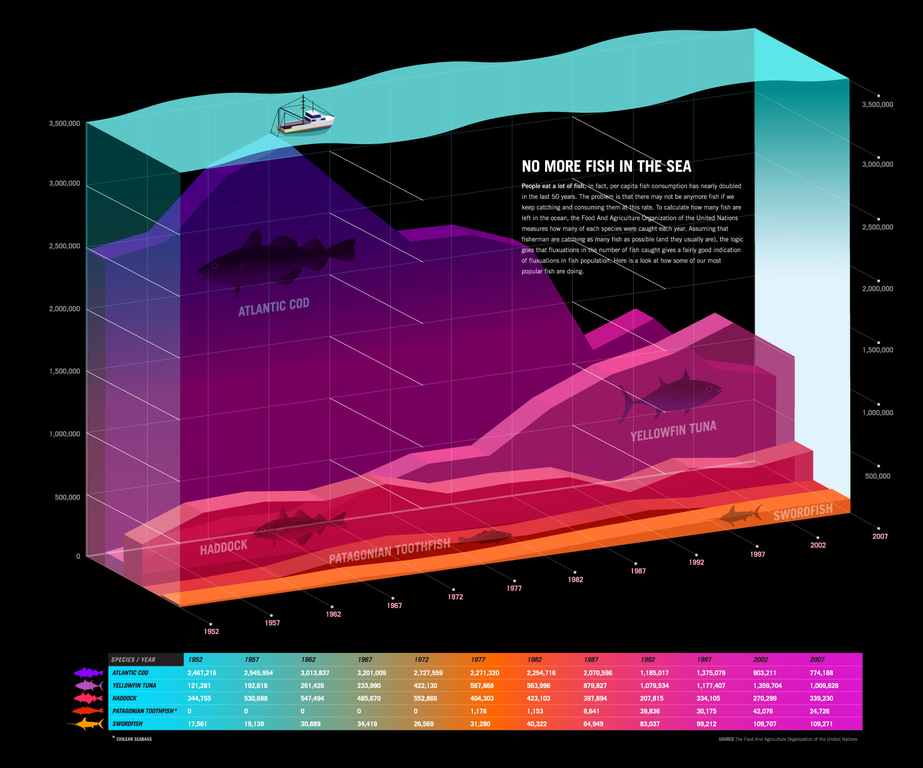 NO MORE FISH IN THE SEA
People eat a lot of fish. In fact, per capita fish consumption has nearly doubled
in the last 50 years. The problem is that there may not be anymore fish if we
keep catching and consuming them at this rate. To calculate how many fish are
left in the ocean, the Food And Agriculture Organization of the United Nations
measures how many of each species were caught each year. Assuming that
fisherman are catching as many fish as possible (and they usually are), the logic
goes that fluxuations in the number of fish caught gives a fairly good indication
of fluxuations in fish population. Here is a look at how some of our most
popular fish are doing.
3,500,000
3,000,000
2,500,000
2,000,000
1,500,000
1,000,000
500,000
0
3,500,000
3,000,000
2,500,000
2,000,000
1,500,000
1,000,000
500,000
ATLANTIC COD
YELLOWFIN TUNA
HADDOCK
PATAGONIAN TOOTHFISH
SWORDFISH
1952
1957
1962
1967
1972
1977
1982
1987
1992
1997
2002
2007
SPECIES / YEAR 1952 1957 1962 1967 1972 1977 1982 1987 1992 1997 2002 2007
ATLANTIC COD 2,467,216 2,545,954 3,013,837 3,201,009 2,727,559 2,271,320 2,254,716 2,070,595 1,185,017 1,375,079 903,211 774,188
YELLOWFIN TUNA 121,281 192,616 261,426 233,990 422,130 567,868 583,996 879,827 1,079,534 1,177,407 1,359,704 1,009,628
HADDOCK 344,755 530,688 547,494 485,670 552,866 404,303 423,103 397,894 207,815 334,105 270,299 339,230
PATAGONIAN TOOTHFISH * 0 0 0 0 0 1,178 1,153 8,641 39,836 30,175 42,076 24,726
SWORDFISH 17,561 19,138 30,889 34,419 26,569 31,280 40,322 64,949 83,037 99,212 109,707 109,271
* CHILEAN SEABASS
SOURCE The Food And Agriculture Organization of the United Nations